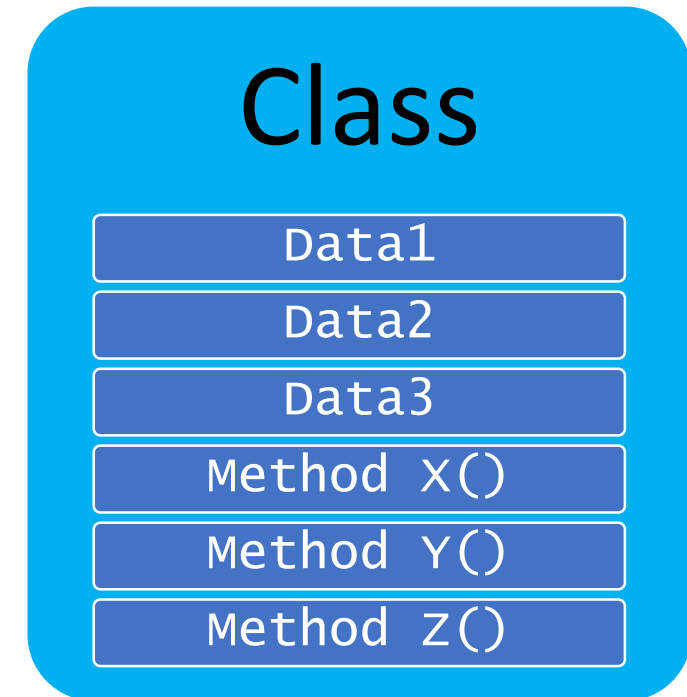 Class
Data1
Data2
Data3
Method X()
Method Y()
Method Z()